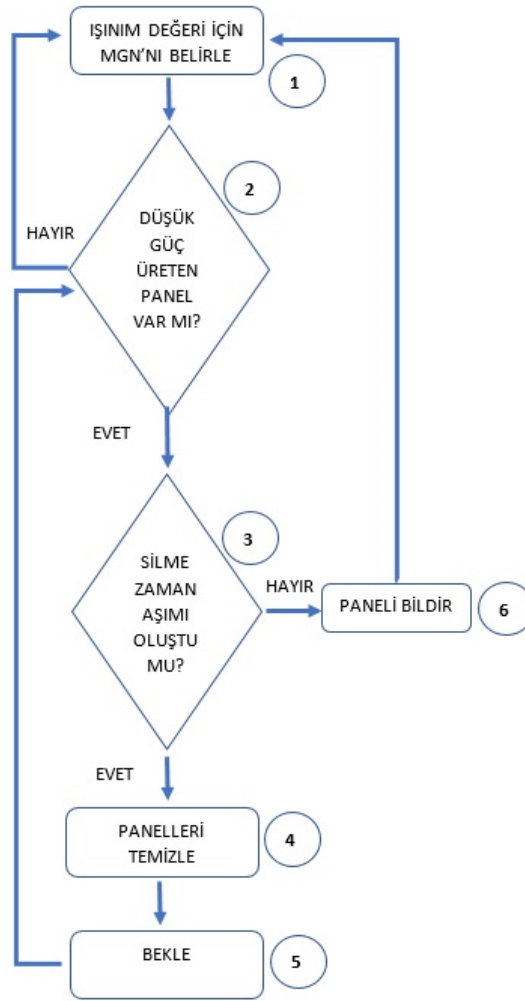 IŞINIM DEĞERİ İÇİN
MGN'NI BELİRLE
1
2
HAYIR
DÜŞÜK
GÜÇ
ÜRETEN
PANEL
VAR MI?
EVET
3
SİLME
ZAMAN
AŞIMI
OLUŞTU
MU?
HAYIR
PANELİ BİLDİR
6
EVET
PANELLERİ
TEMİZLE
4
BEKLE
5